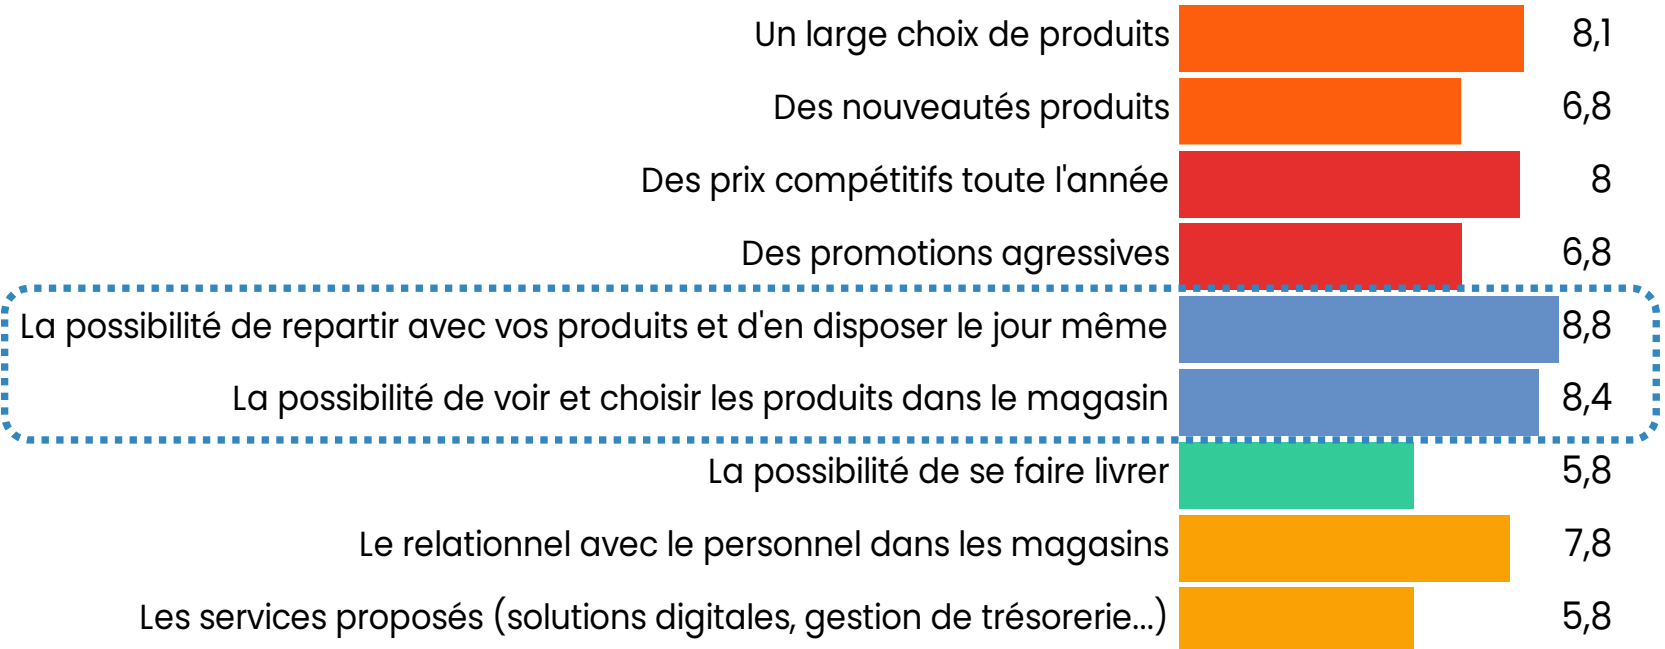 Un large choix de produits 8,1
Des nouveautés produits 6,8
Des prix compétitifs toute l'année 8
Des promotions agressives 6,8
La possibilité de repartir avec vos produits et d'en disposer le jour même 8,8
La possibilité de voir et choisir les produits dans le magasin 8,4
La possibilité de se faire livrer 5,8
Le relationnel avec le personnel dans les magasins 7,8
Les services proposés (solutions digitales, gestion de trésorerie...) 5,8